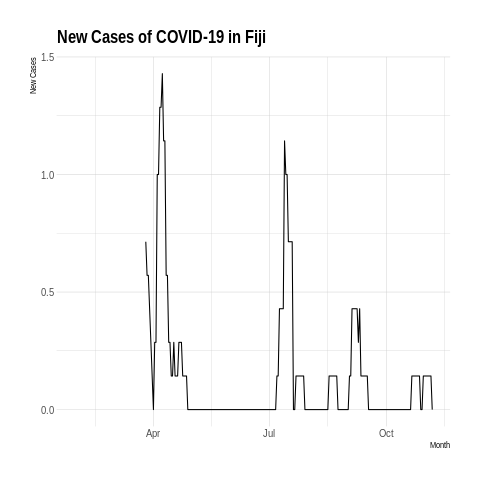 New Cases of COVID-19 in Fiji
New Cases
1.5
1.0
0.5
0.0
Apr Jul Oct
Month